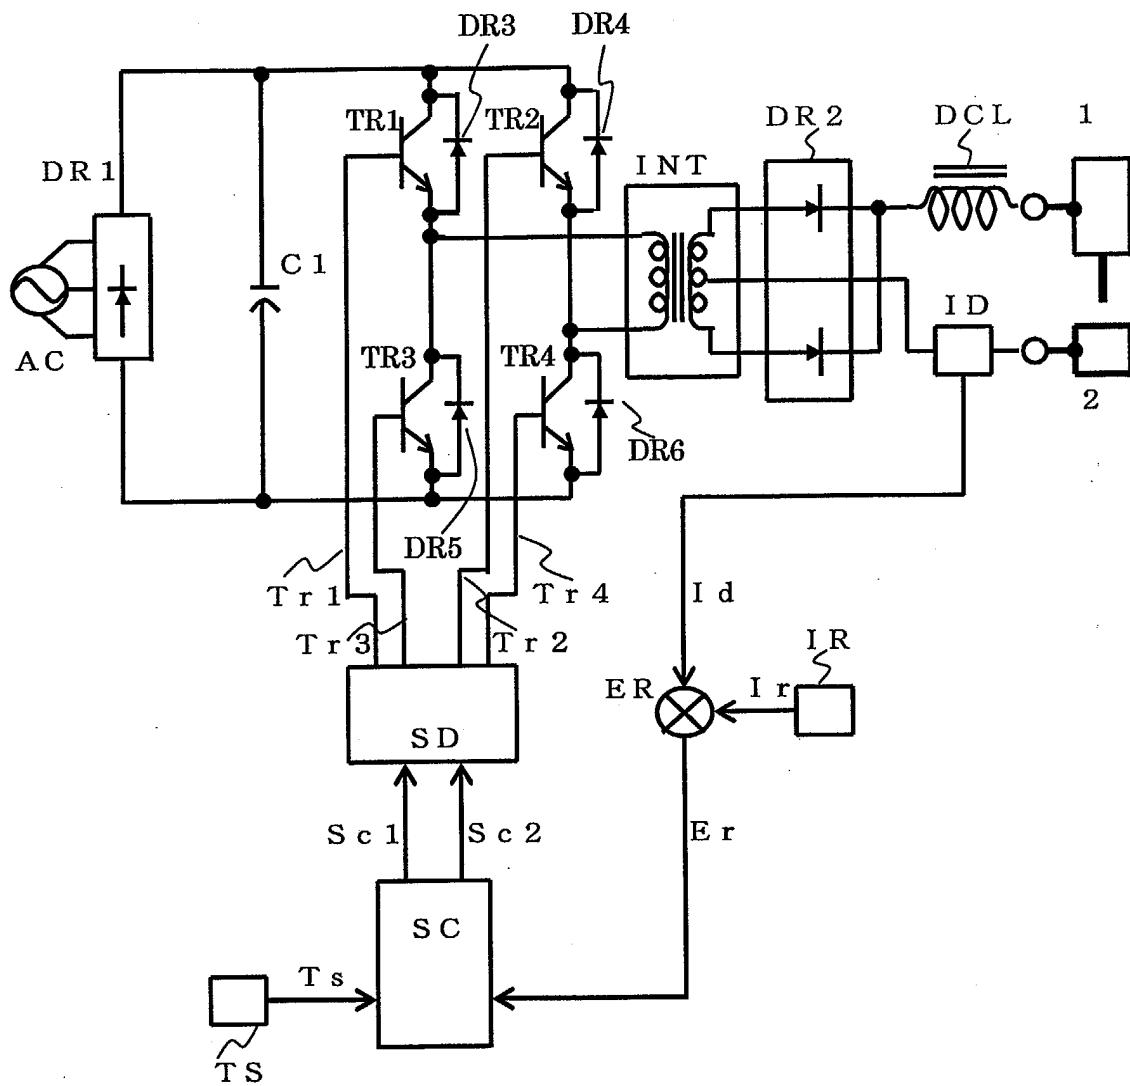 DR3
DR4
TR1
TR2
DR2
DCL
1
DR1
INT
C1
ID
AC
TR3
TR4
2
DR6
DR5
Tr1
Tr4
Id
Tr3
Tr2
IR
ER
Ir
SD
Sc1
Sc2
Er
SC
Ts
TS